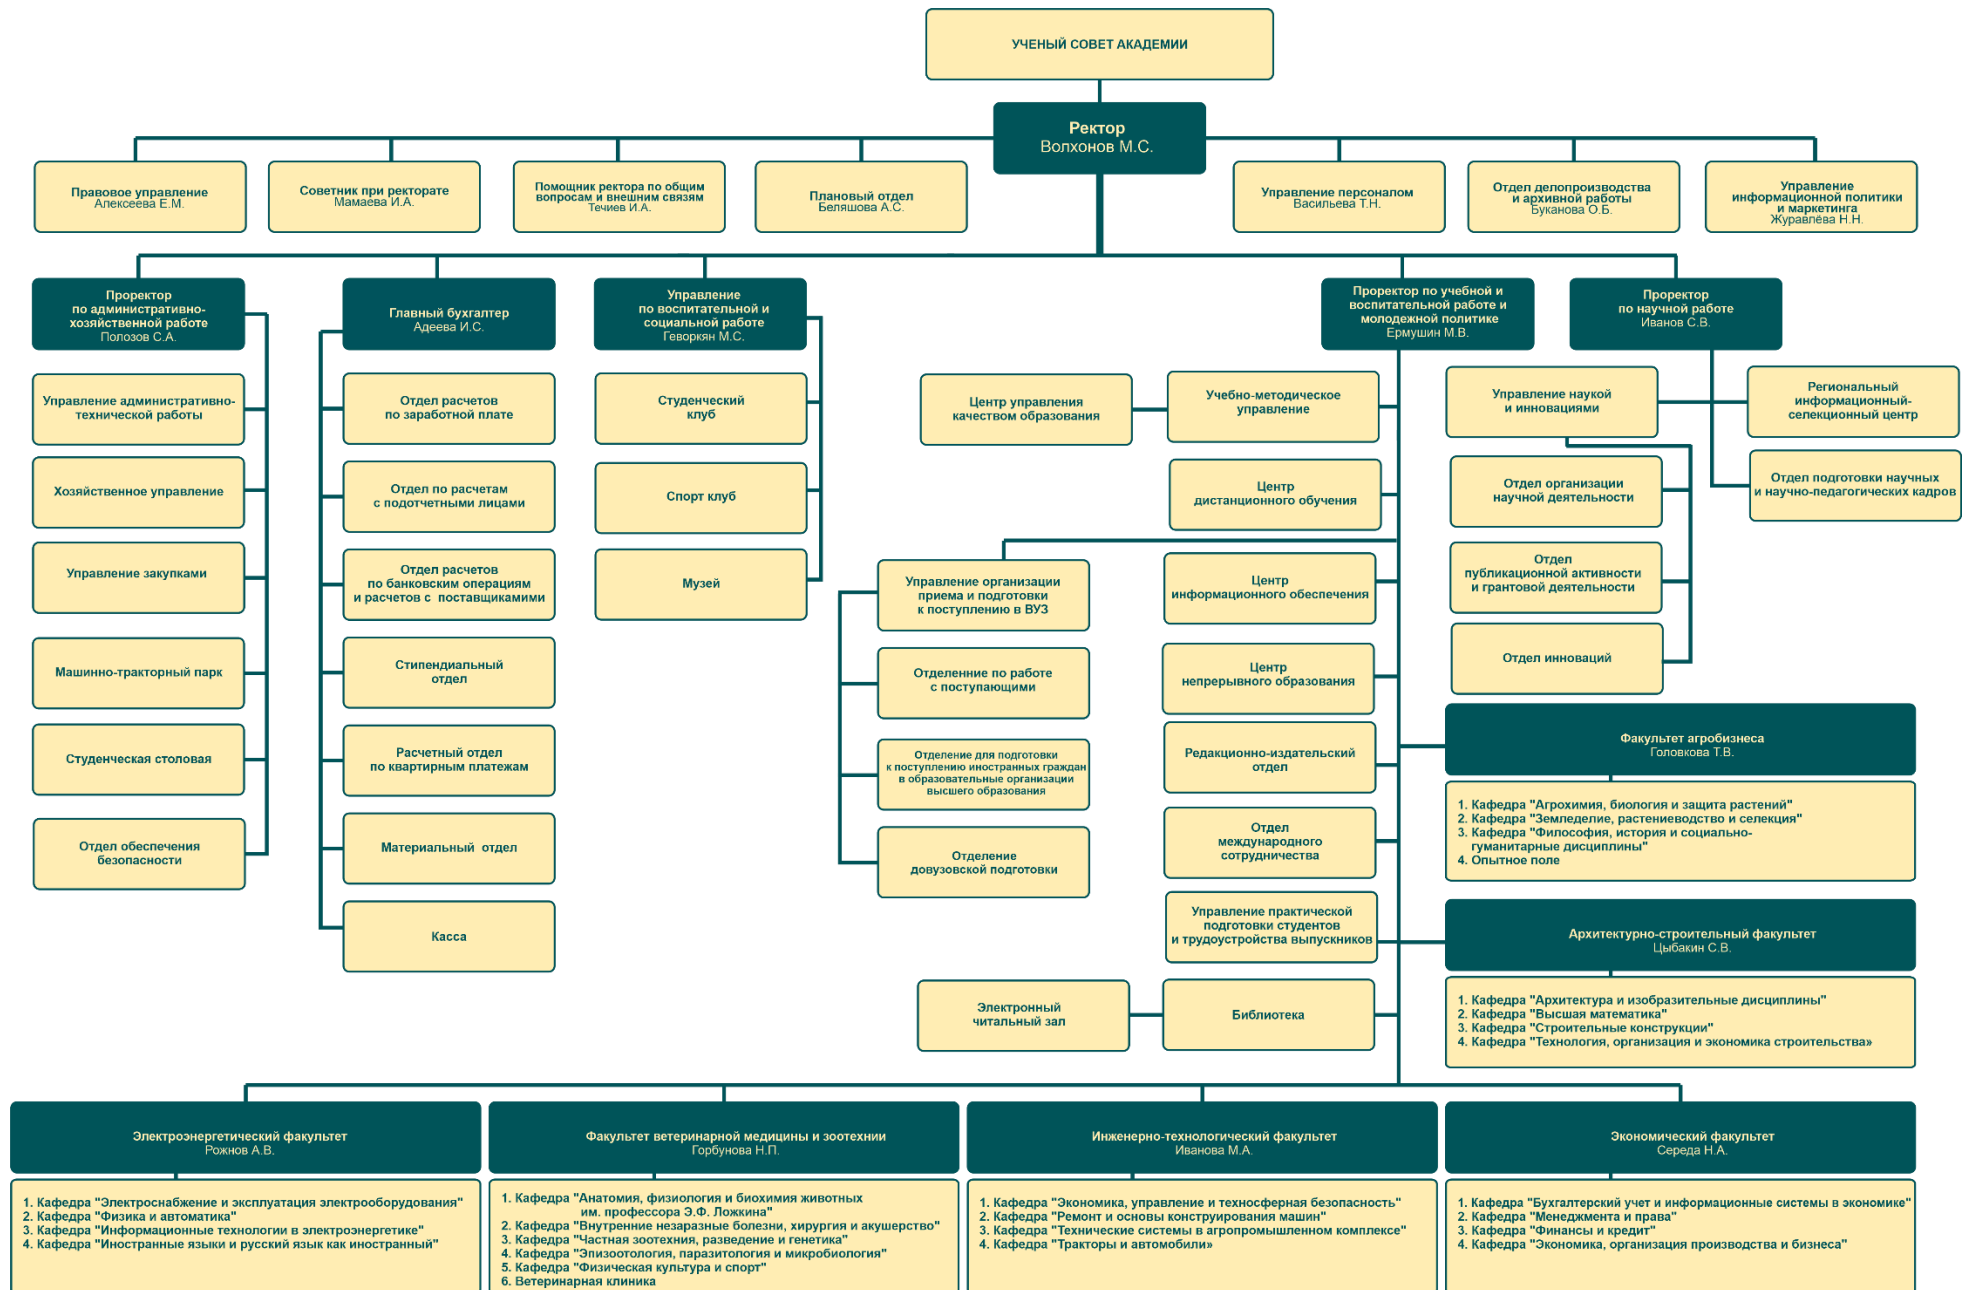 УЧЕНЫЙ СОВЕТ АКАДЕМИИ
Ректор
Волхонов М.С.
Правовое управление
Алексеева Е.М.
Советник при ректорате
Мамаева И.А.
Помощник ректора по общим
вопросам и внешним связям
Течиев И.А.
Плановый отдел
Беляшова А.С.
Управление персоналом
Васильева Т.Н.
Отдел делопроизводства
и архивной работы
Буканова О.Б.
Управление
информационной политики
и маркетинга
Журавлёва Н.Н.
Проректор
по административно-
хозяйственной работе
Полозов С.А.
Главный бухгалтер
Адеева И.С.
Управление
по воспитательной и
социальной работе
Геворкян М.С.
Проректор по учебной и
воспитательной работе и
молодежной политике
Ермушин М.В.
Проректор
по научной работе
Иванов С.В.
Управление административно-
технической работы
Хозяйственное управление
Управление закупками
Машинно-тракторный парк
Студенческая столовая
Отдел обеспечения
безопасности
Отдел расчетов
по заработной плате
Отдел по расчетам
с подотчетными лицами
Отдел расчетов
по банковским операциям
и расчетов с  поставщикамими
Стипендиальный
отдел
Расчетный отдел
по квартирным платежам
Материальный  отдел
Касса
Студенческий
клуб
Спорт клуб
Музей
Центр управления
качеством образования
Учебно-методическое
управление
Центр
дистанционного обучения
Управление организации
приема и подготовки
к поступлению в ВУЗ
Отделенние по работе
с поступающими
Отделение для подготовки
к поступлению иностранных граждан
в образовательные организации
высшего образования
Отделение
довузовской подготовки
Центр
информационного обеспечения
Центр
непрерывного образования
Редакционно-издательский
отдел
Отдел
международного
сотрудничества
Управление практической
подготовки студентов
и трудоустройства выпускников
Электронный
читальный зал
Библиотека
Управление наукой
и инновациями
Региональный
информационный-
селекционный центр
Отдел организации
научной деятельности
Отдел подготовки научных
и научно-педагогических кадров
Отдел
публикационной активности
и грантовой деятельности
Отдел инноваций
Факультет агробизнеса
Головкова Т.В.
1. Кафедра "Агрохимия, биология и защита растений"
2. Кафедра "Земледелие, растениеводство и селекция"
3. Кафедра "Философия, история и социально-
гуманитарные дисциплины"
4. Опытное поле
Архитектурно-строительный факультет
Цыбакин С.В.
1. Кафедра "Архитектура и изобразительные дисциплины"
2. Кафедра "Высшая математика"
3. Кафедра "Строительные конструкции"
4. Кафедра "Технология, организация и экономика строительства»
Электроэнергетический факультет
Рожнов А.В.
1. Кафедра "Электроснабжение и эксплуатация электрооборудования"
2. Кафедра "Физика и автоматика"
3. Кафедра "Информационные технологии в электроэнергетике"
4. Кафедра "Иностранные языки и русский язык как иностранный"
Факультет ветеринарной медицины и зоотехнии
Горбунова Н.П.
1. Кафедра "Анатомия, физиология и биохимия животных
им. профессора Э.Ф. Ложкина"
2. Кафедра "Внутренние незаразные болезни, хирургия и акушерство"
3. Кафедра "Частная зоотехния, разведение и генетика"
4. Кафедра "Эпизоотология, паразитология и микробиология"
5. Кафедра "Физическая культура и спорт"
6. Ветеринарная клиника
Инженерно-технологический факультет
Иванова М.А.
1. Кафедра "Экономика, управление и техносферная безопасность"
2. Кафедра "Ремонт и основы конструирования машин"
3. Кафедра "Технические системы в агропромышленном комплексе"
4. Кафедра "Тракторы и автомобили»
Экономический факультет
Середа Н.А.
1. Кафедра "Бухгалтерский учет и информационные системы в экономике"
2. Кафедра "Менеджмента и права"
3. Кафедра "Финансы и кредит"
4. Кафедра "Экономика, организация производства и бизнеса"